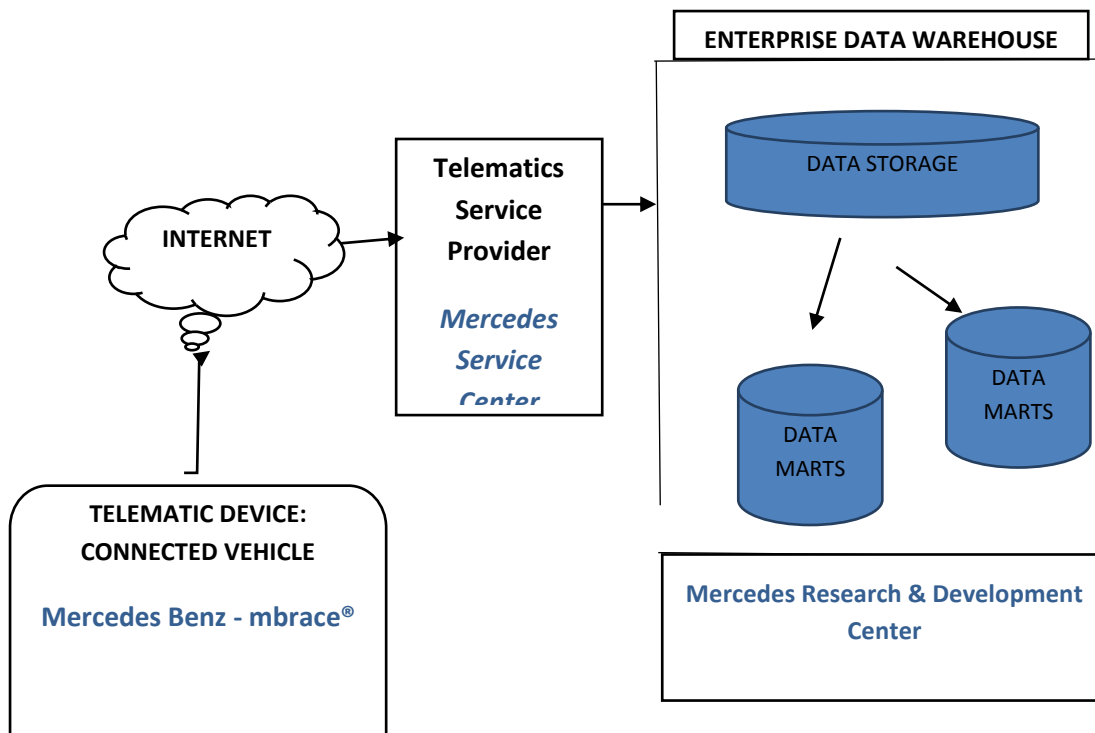 ENTERPRISE DATA WAREHOUSE
DATA STORAGE
Telematics
Service
Provider
Mercedes
Service
Center
INTERNET
DATA
MARTS
DATA
MARTS
TELEMATIC DEVICE:
CONNECTED VEHICLE
Mercedes Benz - mbrace®
Mercedes Research & Development
Center